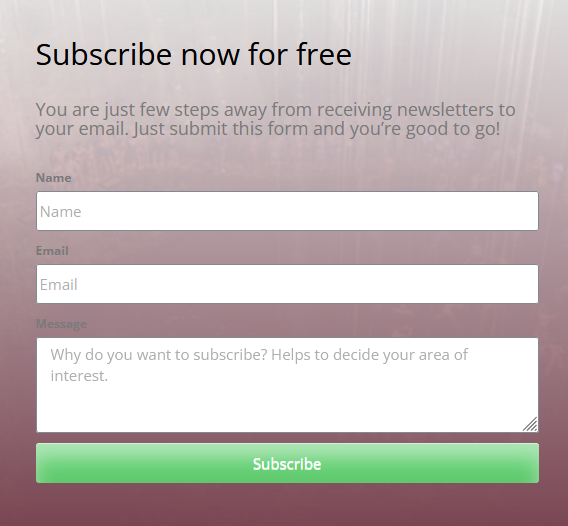 Subscribe now for free
You are just few steps away from receiving newsletters to
your email. Just submit this form and you’re good to go!
Name
Name
Email
Email
Message
Why do you want to subscribe? Helps to decide your area of
interest.
Subscribe